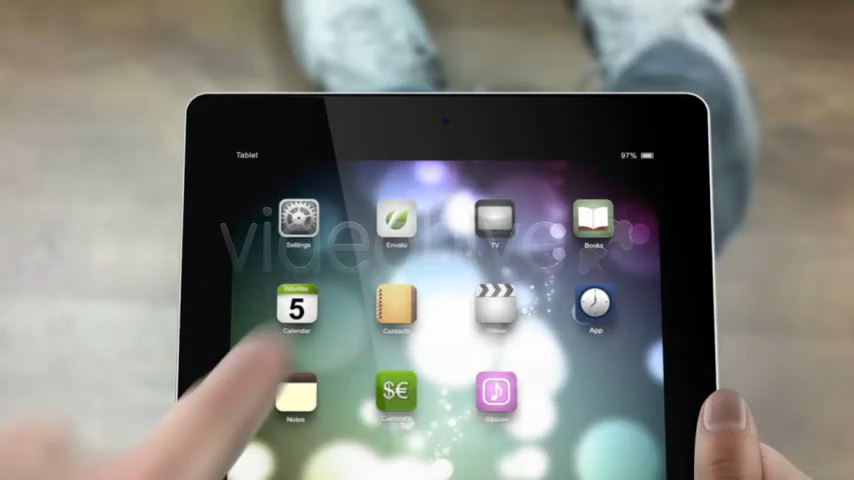 Tablet 97%
videohive
Settings Envato TV Books
Saturday
5
Calendar Contacts Videos App
$€
Notes Currency Albums